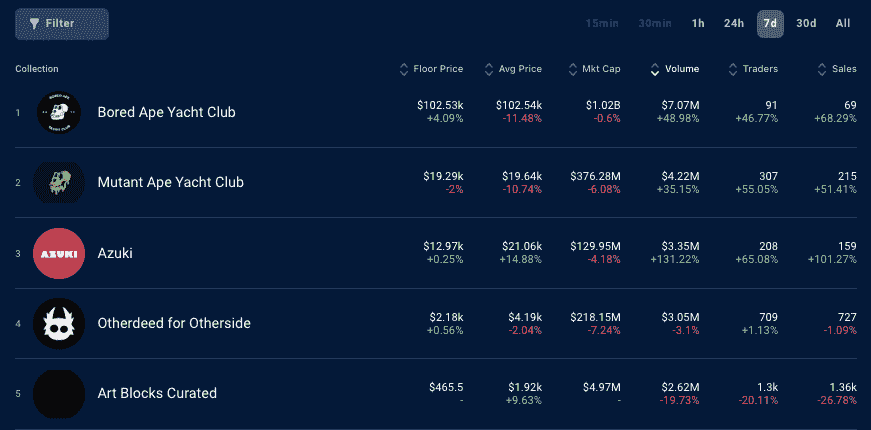 Filter 15min 30min 1h 24h 7d 30d All
Collection Floor Price Avg Price Mkt Cap Volume Traders Sales
1 Bored Ape Yacht Club $102.53k $102.54k $1.02B $7.07M 91 69
+4.09% -11.48% -0.6% +48.98% +46.77% +68.29%
2 Mutant Ape Yacht Club $19.29k $19.64k $376.28M $4.22M 307 215
-2% -10.74% -6.08% +35.15% +55.05% +51.41%
3 AZUKI Azuki $12.97k $21.06k $129.95M $3.35M 208 159
+0.25% +14.88% -4.18% +131.22% +65.08% +101.27%
4 Otherdeed for Otherside $2.18k $4.19k $218.15M $3.05M 709 727
+0.56% -2.04% -7.24% -3.1% +1.13% -1.09%
5 Art Blocks Curated $465.5 $1.92k $4.97M $2.62M 1.3k 1.36k
- +9.63% - -19.73% -20.11% -26.78%